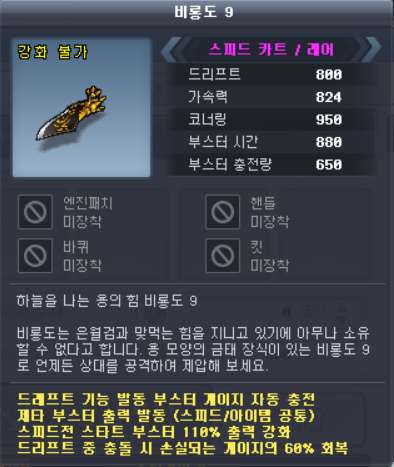 비룡도 9
강화 불가
스피드 카트 / 레어
드리프트 800
가속력 824
코너링 950
부스터 시간 880
부스터 충전량 650
엔진패치
미장착
핸들
미장착
바퀴
미장착
킷
미장착
하늘을 나는 용의 힘 비룡도 9
비룡도는 은월검과 맞먹는 힘을 지니고 있기에 아무나 소유
할 수 없다고 합니다. 용 모양의 금태 장식이 있는 비룡도 9
로 언제든 상대를 공격하여 제압해 보세요.
드래프트 기능 발동 부스터 게이지 자동 충전
제타 부스터 출력 발동 (스피드/아이템 공통)
스피드전 스타트 부스터 110% 출력 강화
드리프트 중 충돌 시 손실되는 게이지의 60% 회복